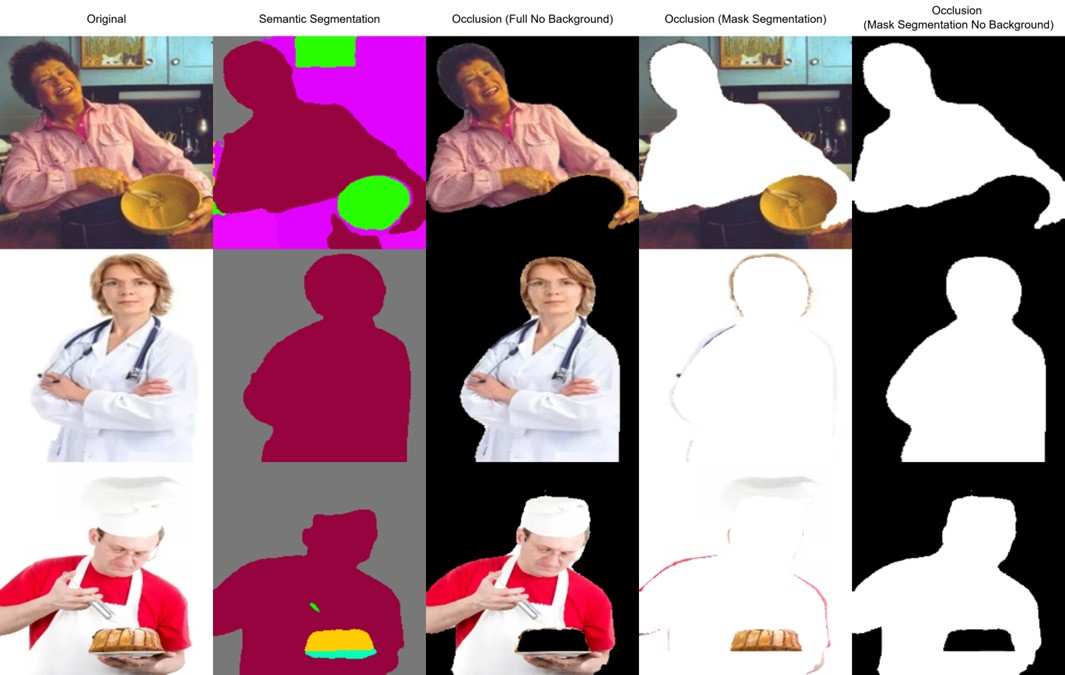 Original
Semantic Segmentation
Occlusion (Full No Background)
Occlusion (Mask Segmentation)
Occlusion
(Mask Segmentation No Background)